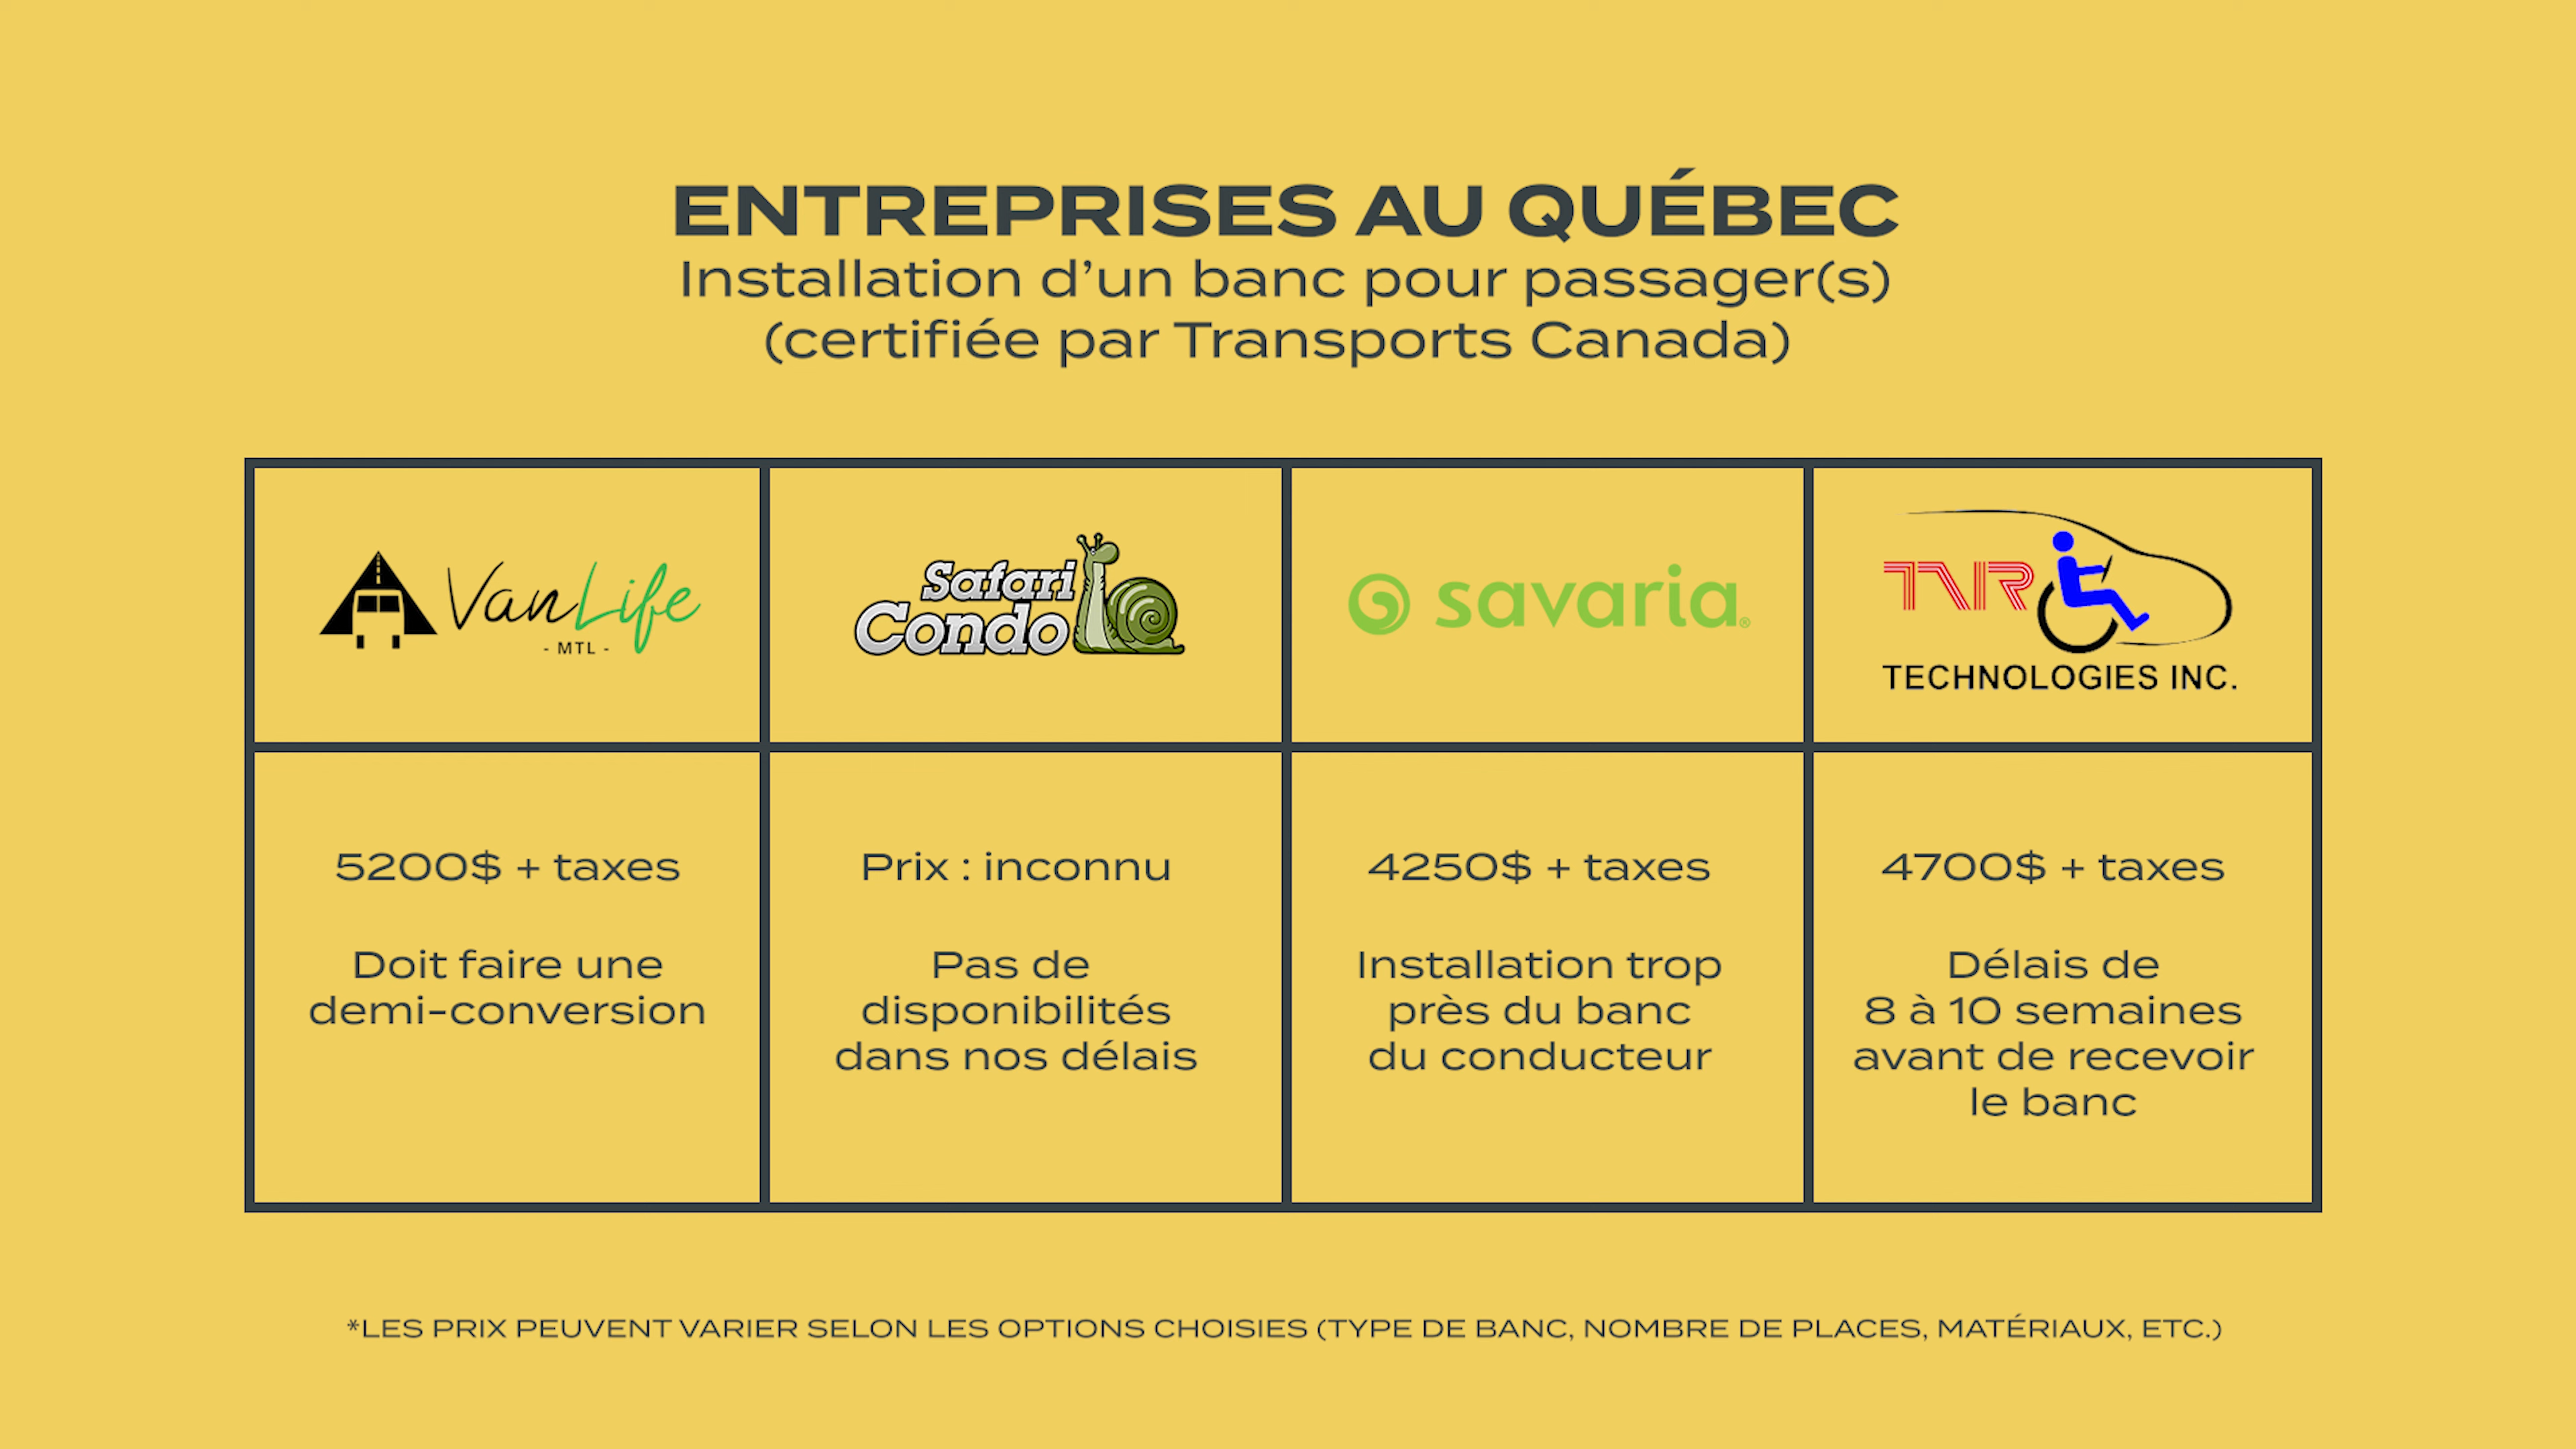 ENTREPRISES AU QUÉBEC
Installation d’un banc pour passager(s)
(certifiée par Transports Canada)
VanLife
- MTL -
Safari
Condo
savaria®
TNR
TECHNOLOGIES INC.
5200$ + taxes
Doit faire une
demi-conversion
Prix : inconnu
Pas de
disponibilités
dans nos délais
4250$ + taxes
Installation trop
près du banc
du conducteur
4700$ + taxes
Délais de
8 à 10 semaines
avant de recevoir
le banc
*LES PRIX PEUVENT VARIER SELON LES OPTIONS CHOISIES (TYPE DE BANC, NOMBRE DE PLACES, MATÉRIAUX, ETC.)